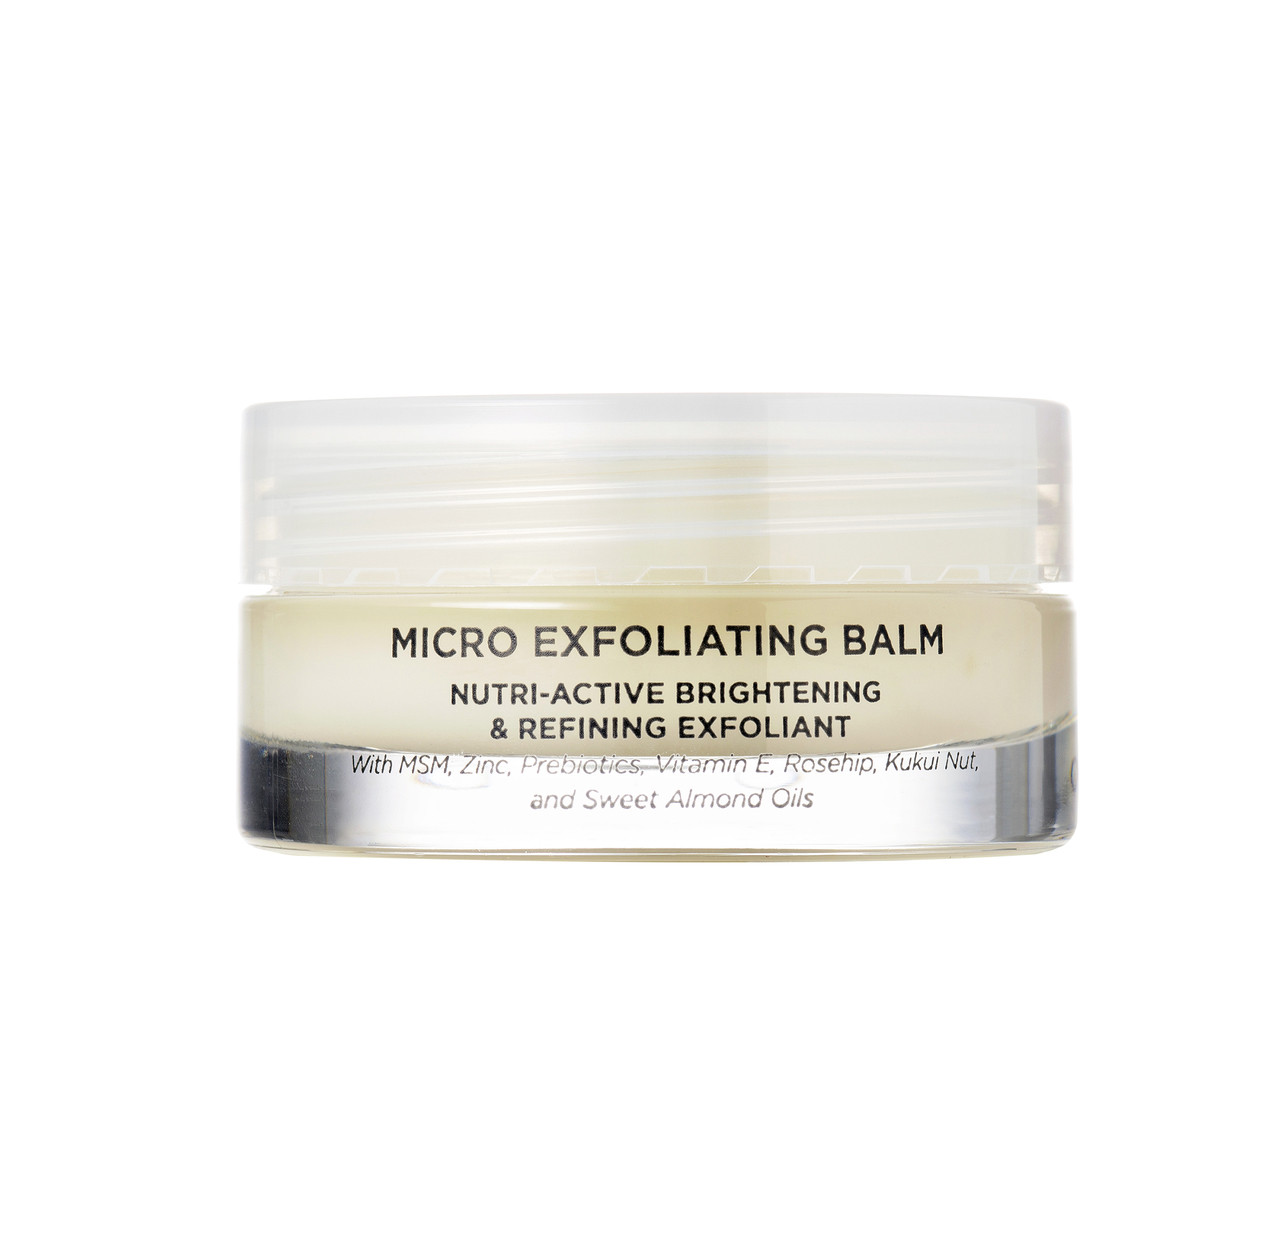 MICRO EXFOLIATING BALM
NUTRI-ACTIVE BRIGHTENING
& REFINING EXFOLIANT
With MSM, Zinc, Prebiotics, Vitamin E, Rosehip, Kukui Nut,
and Sweet Almond Oils